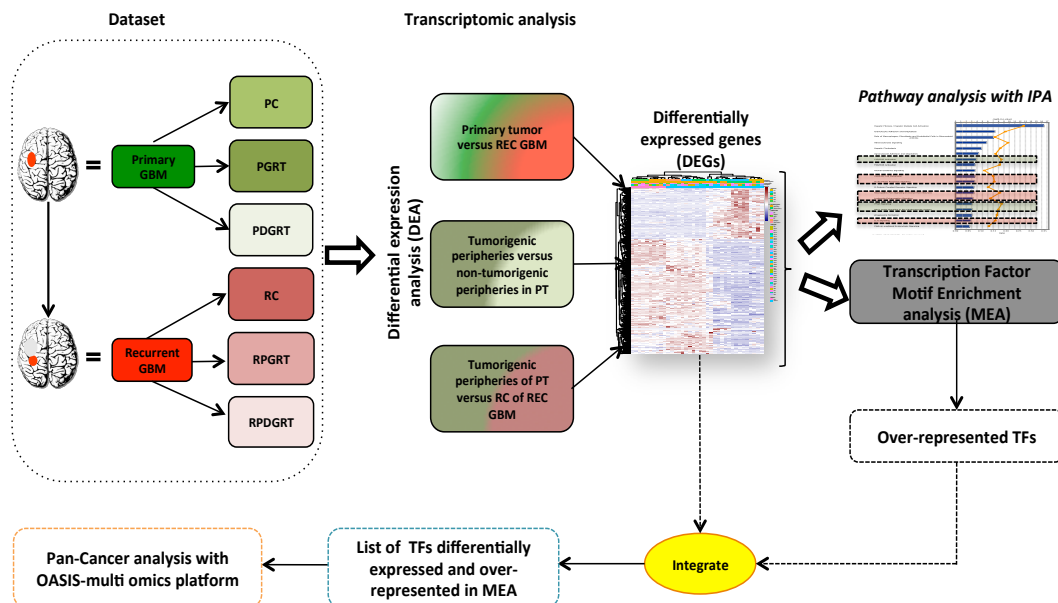 Dataset
Transcriptomic analysis
PC
PGRT
PDGRT
Primary
GBM
=
RC
RPGRT
RPDGRT
Recurrent
GBM
=
Differential expression
analysis (DEA)
Primary tumor
versus REC GBM
Tumorigenic
peripheries versus
non-tumorigenic
peripheries in PT
Tumorigenic
peripheries of PT
versus RC of REC
GBM
Differentially
expressed genes
(DEGs)
Pathway analysis with IPA
Transcription Factor
Motif Enrichment
analysis (MEA)
Over-represented TFs
Integrate
List of TFs differentially
expressed and over-
represented in MEA
Pan-Cancer analysis with
OASIS-multi omics platform